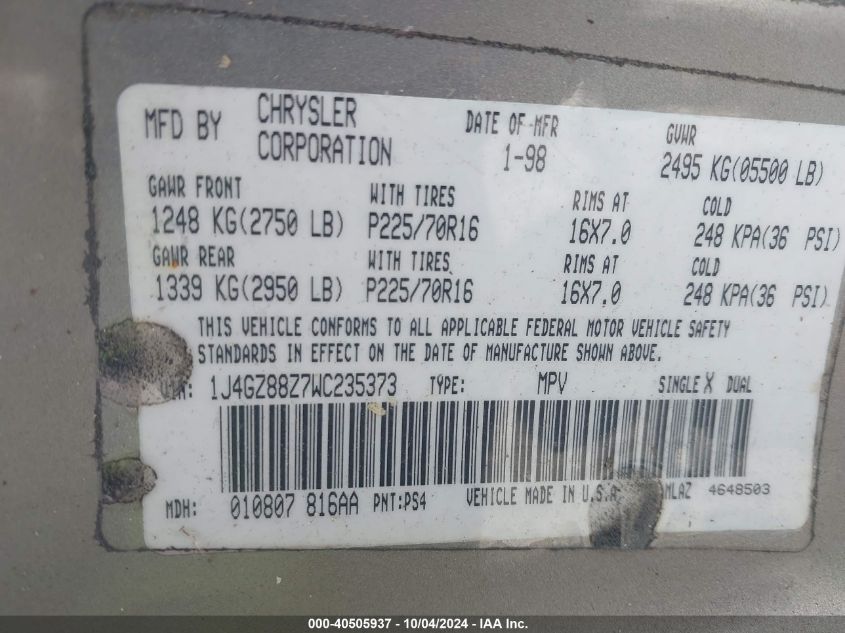 MFD BY CHRYSLER CORPORATION DATE OF MFR 1-98 GVWR 2495 KG(05500 LB)
GAWR FRONT WITH TIRES RIMS AT COLD
1248 KG(2750 LB) P225/70R16 16X7.0 248 KPA(36 PSI)
GAWR REAR WITH TIRES RIMS AT COLD
1339 KG(2950 LB) P225/70R16 16X7.0 248 KPA(36 PSI)
THIS VEHICLE CONFORMS TO ALL APPLICABLE FEDERAL MOTOR VEHICLE SAFETY
STANDARDS IN EFFECT ON THE DATE OF MANUFACTURE SHOWN ABOVE.
VIN: 1J4GZ88Z7WC235373 TYPE: MPV SINGLE X DUAL
MDH: 010807 816AA PNT:PS4 VEHICLE MADE IN U.S.A. MLAZ 4648503
000-40505937 - 10/04/2024 - IAA Inc.